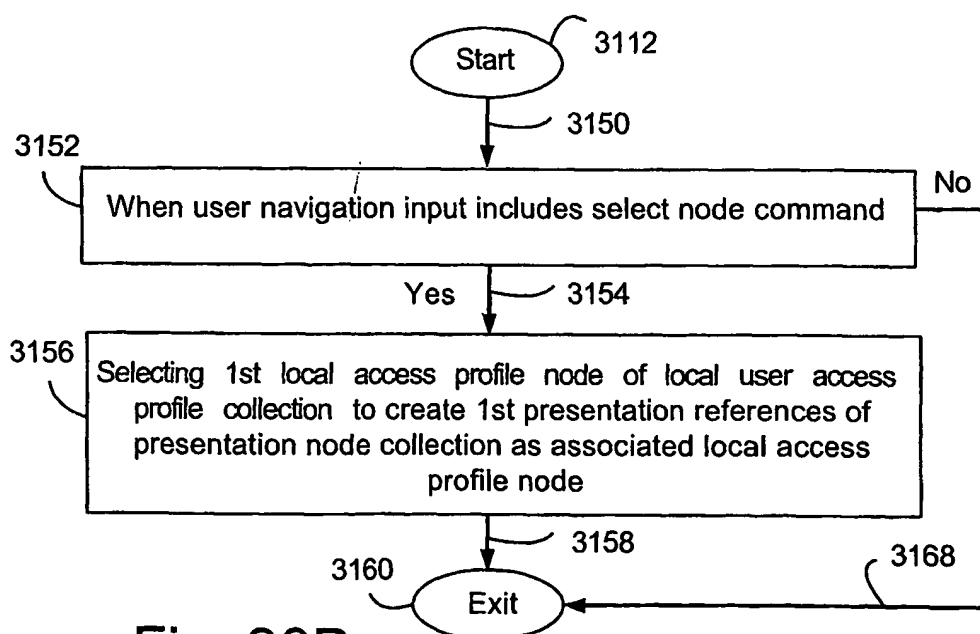 Start
3112
3150
3152
When user navigation input includes select node command
No
Yes
3154
3156
Selecting 1st local access profile node of local user access
profile collection to create 1st presentation references of
presentation node collection as associated local access
profile node
3158
3168
3160
Exit